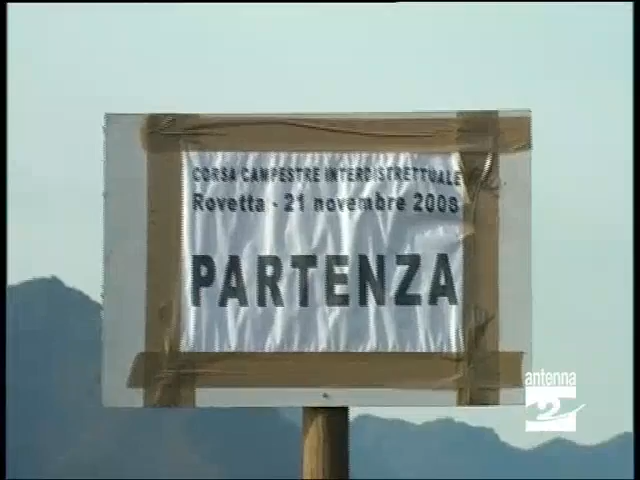 CORSA CAMPESTRE INTERDISTRETTUALE
Rovetta - 21 novembre 2008
PARTENZA
antenna
2